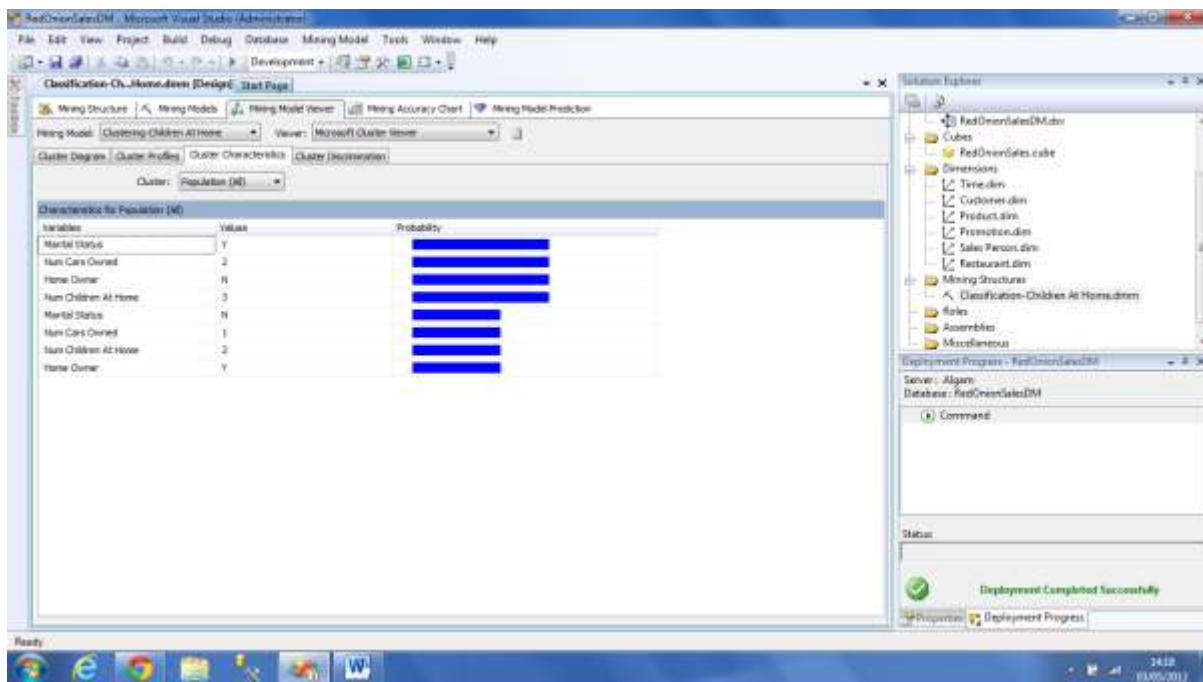 RedOnionSalesDM - Microsoft Visual Studio (Administrator)
File Edit View Project Build Debug Database Mining Model Tools Window Help
Development
Classification-Ch...Home.dmm [Design] Start Page
Mining Structure Mining Models Mining Model Viewer Mining Accuracy Chart Mining Model Prediction
Mining Model: Clustering-Children At Home Viewer: Microsoft Cluster Viewer
Cluster Diagram Cluster Profiles Cluster Characteristics Cluster Discrimination
Cluster: Population (All)
Characteristics for Population (All)
Variables Values Probability
Marital Status Y
Num Cars Owned 2
Home Owner N
Num Children At Home 3
Marital Status N
Num Cars Owned 1
Num Children At Home 2
Home Owner Y
Toolbox
Solution Explorer
RedOnionSalesDM.dsv
Cubes
RedOnionSales.cube
Dimensions
Time.dim
Customer.dim
Product.dim
Promotion.dim
Sales Person.dim
Restaurant.dim
Mining Structures
Classification-Children At Home.dmm
Roles
Assemblies
Miscellaneous
Deployment Progress - RedOnionSalesDM
Server: Algam
Database: RedOnionSalesDM
Command
Status
Deployment Completed Successfully
Properties Deployment Progress
Ready
W
14:18